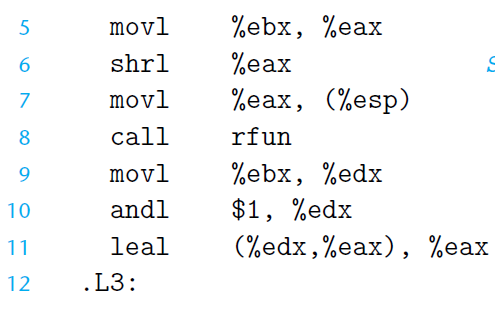 5 movl %ebx, %eax
6 shrl %eax
7 movl %eax, (%esp)
8 call rfun
9 movl %ebx, %edx
10 andl $1, %edx
11 leal (%edx,%eax), %eax
12 .L3: